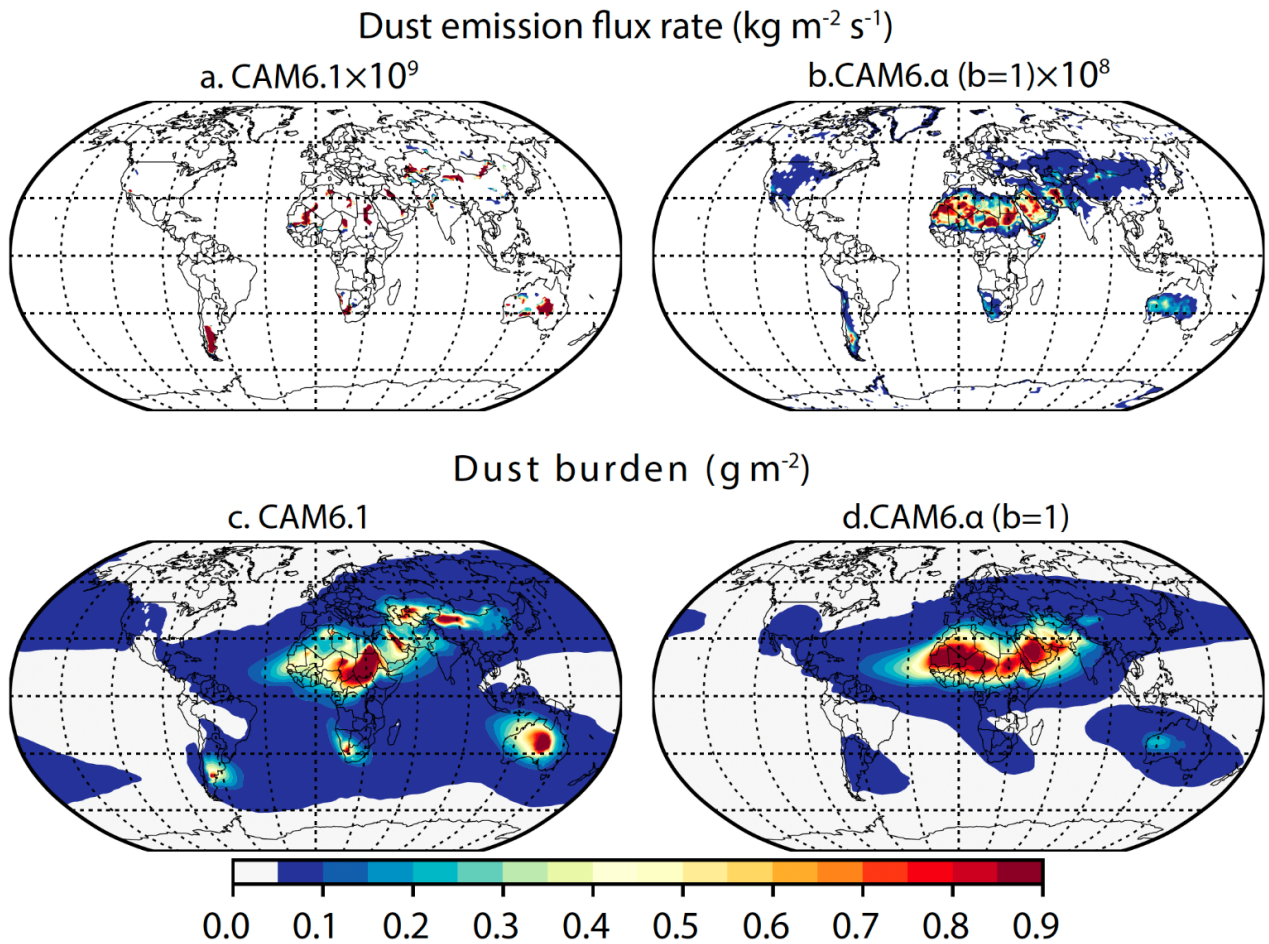 Dust emission flux rate (kg m⁻² s⁻¹)
a. CAM6.1×10⁹
b.CAM6.α (b=1)×10⁸
Dust burden (g m⁻²)
c. CAM6.1
d.CAM6.α (b=1)
0.0 0.1 0.2 0.3 0.4 0.5 0.6 0.7 0.8 0.9